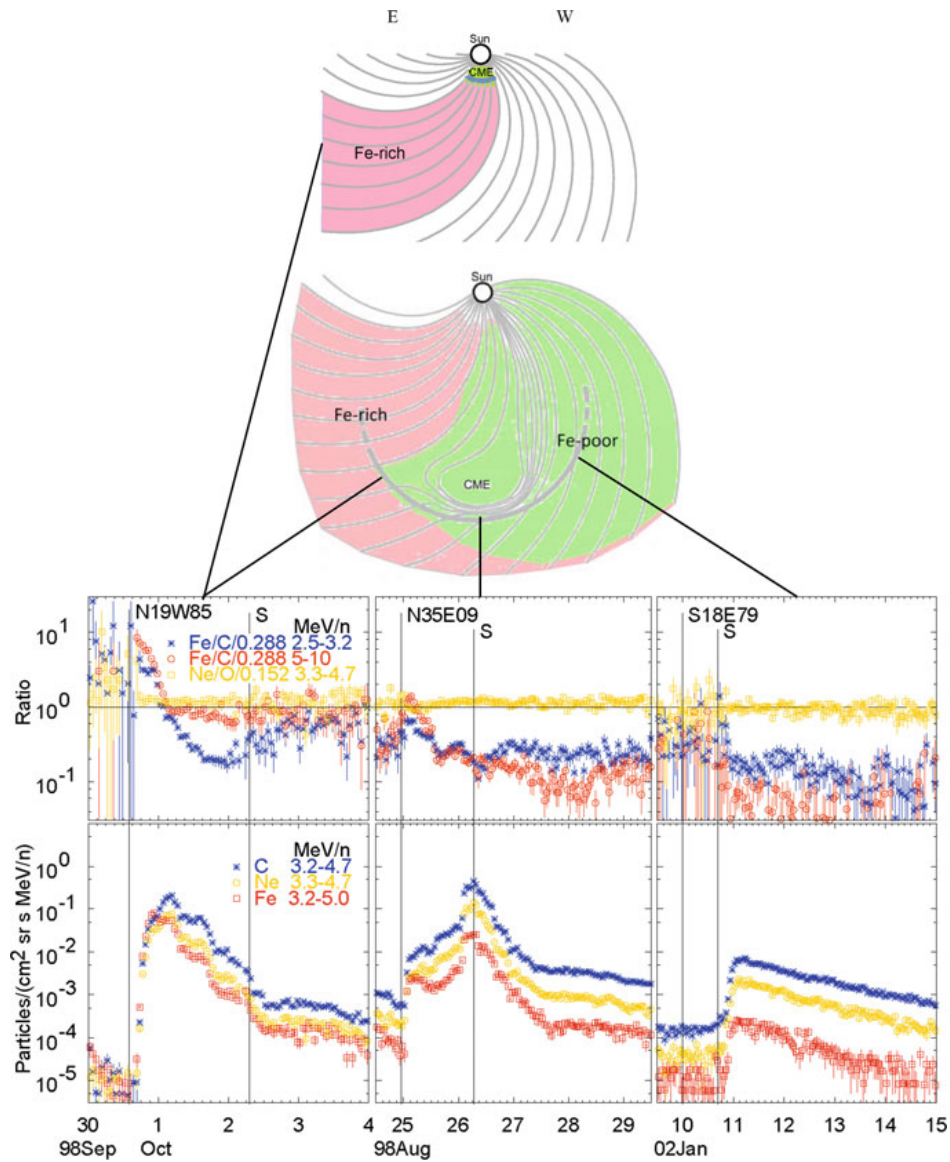 E W
Sun
CME
Fe-rich
Sun
Fe-rich
Fe-poor
CME
N19W85
S
MeV/n
Fe/C/0.288 2.5-3.2
Fe/C/0.288 5-10
Ne/O/0.152 3.3-4.7
N35E09
S
S18E79
S
Ratio
10¹
10⁰
10⁻¹
MeV/n
C 3.2-4.7
Ne 3.3-4.7
Fe 3.2-5.0
Particles/(cm² sr s MeV/n)
10⁰
10⁻¹
10⁻²
10⁻³
10⁻⁴
10⁻⁵
30 1 2 3 4 25 26 27 28 29 10 11 12 13 14 15
98Sep Oct 98Aug 02Jan